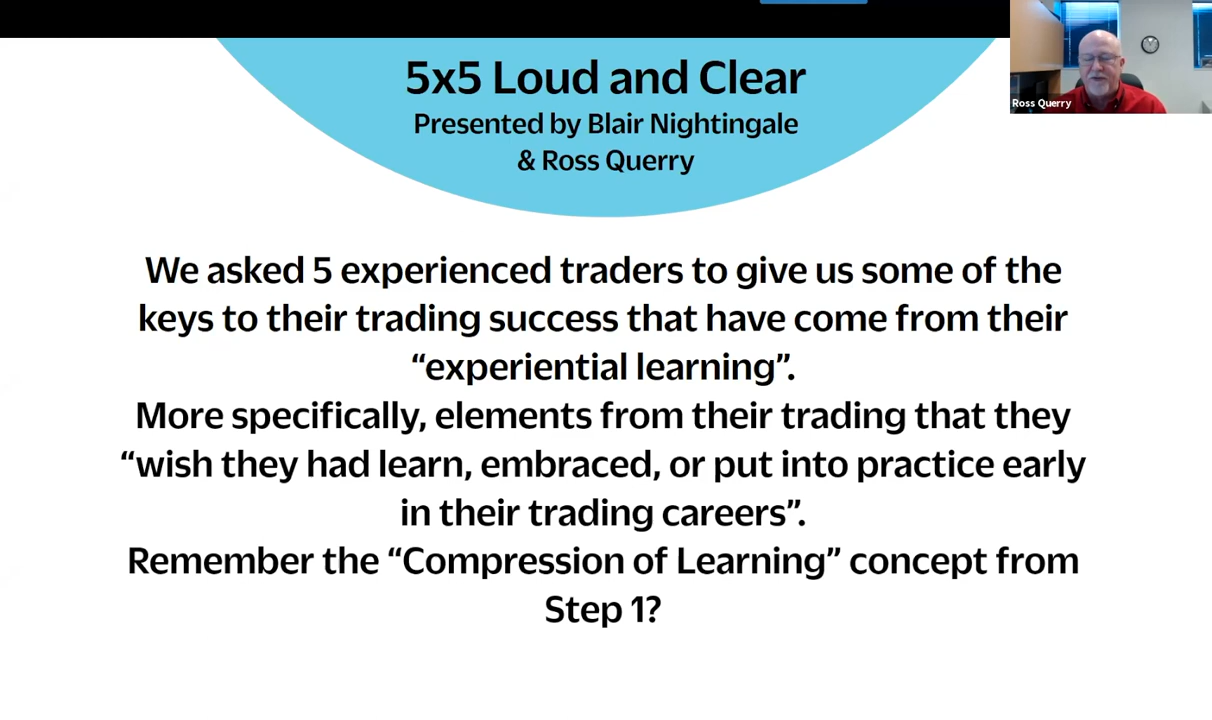 5x5 Loud and Clear
Presented by Blair Nightingale
& Ross Querry
Ross Querry
We asked 5 experienced traders to give us some of the
keys to their trading success that have come from their
“experiential learning”.
More specifically, elements from their trading that they
“wish they had learn, embraced, or put into practice early
in their trading careers”.
Remember the “Compression of Learning” concept from
Step 1?